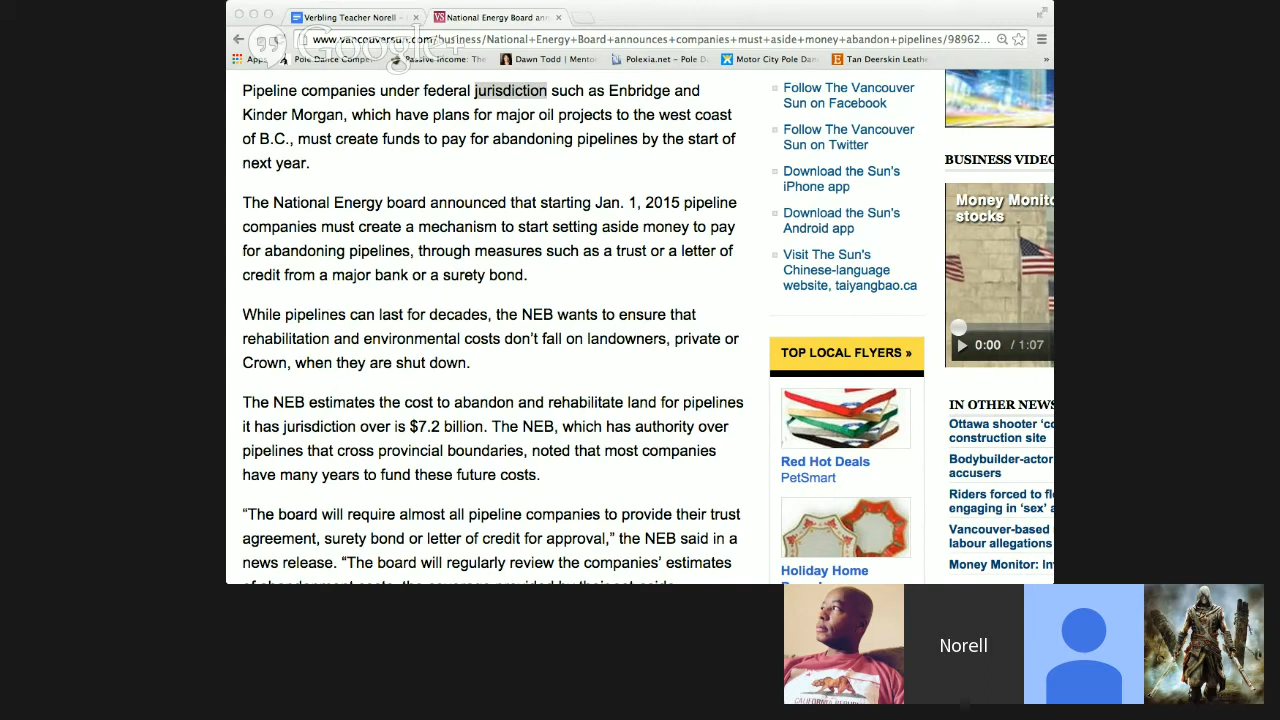 Verbling Teacher Norell –
National Energy Board ann
Google+
www.vancouversun.com/business/National+Energy+Board+announces+companies+must+aside+money+abandon+pipelines/98962...
Apps
Pole Dance Compe
Passive Income: The
Dawn Todd | Mentor
Polexia.net – Pole D
Motor City Pole Dan
Tan Deerskin Leathe
»
Pipeline companies under federal jurisdiction such as Enbridge and
Kinder Morgan, which have plans for major oil projects to the west coast
of B.C., must create funds to pay for abandoning pipelines by the start of
next year.
The National Energy board announced that starting Jan. 1, 2015 pipeline
companies must create a mechanism to start setting aside money to pay
for abandoning pipelines, through measures such as a trust or a letter of
credit from a major bank or a surety bond.
While pipelines can last for decades, the NEB wants to ensure that
rehabilitation and environmental costs don't fall on landowners, private or
Crown, when they are shut down.
The NEB estimates the cost to abandon and rehabilitate land for pipelines
it has jurisdiction over is $7.2 billion. The NEB, which has authority over
pipelines that cross provincial boundaries, noted that most companies
have many years to fund these future costs.
“The board will require almost all pipeline companies to provide their trust
agreement, surety bond or letter of credit for approval,” the NEB said in a
news release. “The board will regularly review the companies’ estimates
Follow The Vancouver
Sun on Facebook
Follow The Vancouver
Sun on Twitter
Download the Sun's
iPhone app
Download the Sun's
Android app
Visit The Sun's
Chinese-language
website, taiyangbao.ca
TOP LOCAL FLYERS »
Red Hot Deals
PetSmart
Holiday Home
BUSINESS VIDEO
Money Monito
stocks
0:00 / 1:07
IN OTHER NEWS
Ottawa shooter ‘co
construction site
Bodybuilder-actor
accusers
Riders forced to fl
engaging in ‘sex’ a
Vancouver-based
labour allegations
Money Monitor: In
Norell